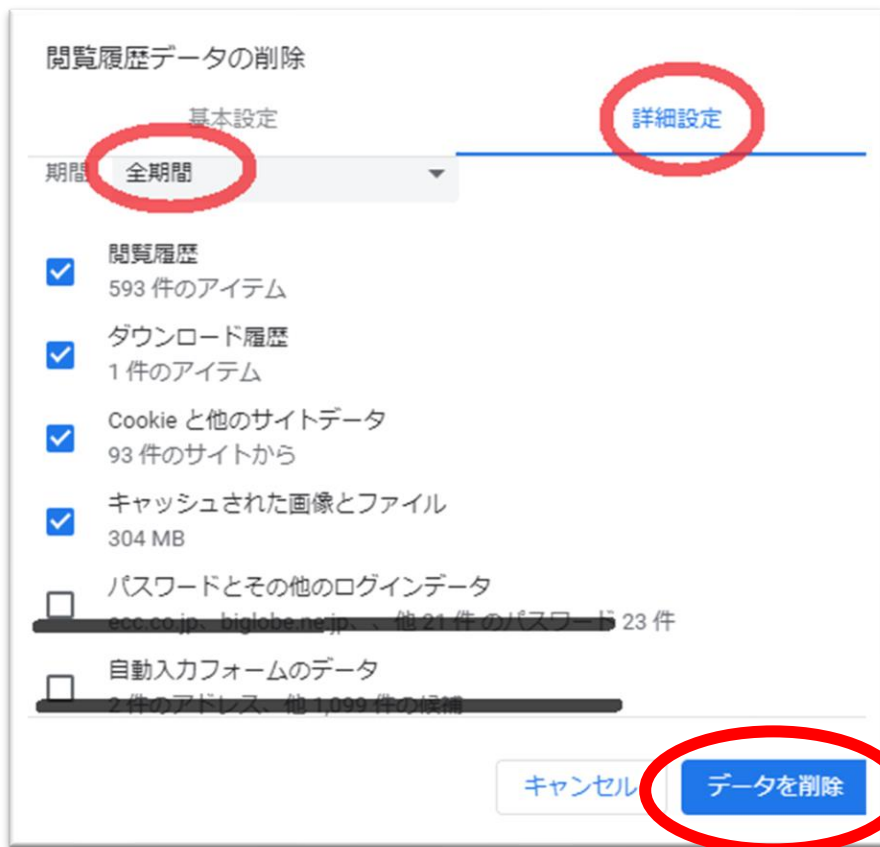 閲覧履歴データの削除
基本設定
詳細設定
期間 全期間
閲覧履歴
593 件のアイテム
ダウンロード履歴
1 件のアイテム
Cookie と他のサイトデータ
93 件のサイトから
キャッシュされた画像とファイル
304 MB
パスワードとその他のログインデータ
23 件
自動入力フォームのデータ
キャンセル
データを削除